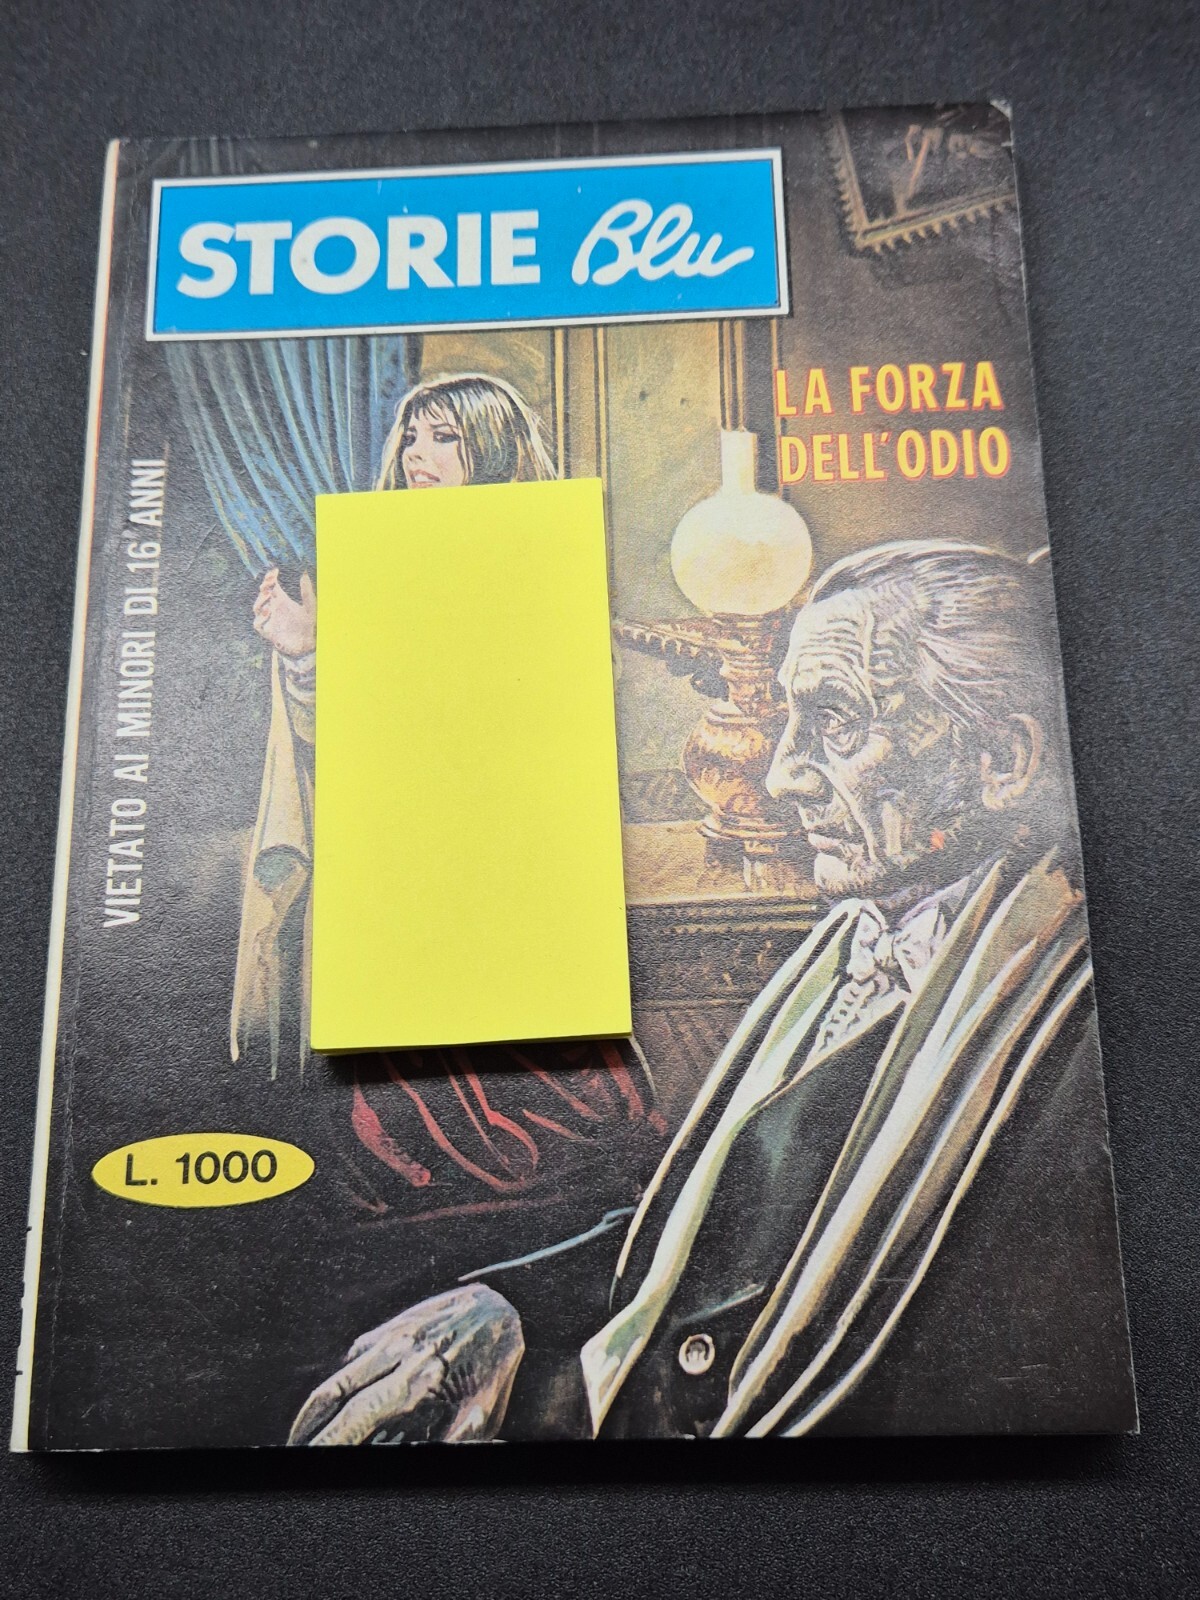 STORIE Blu
LA FORZA
DELL'ODIO
VIETATO AI MINORI DI 16 ANNI
L. 1000